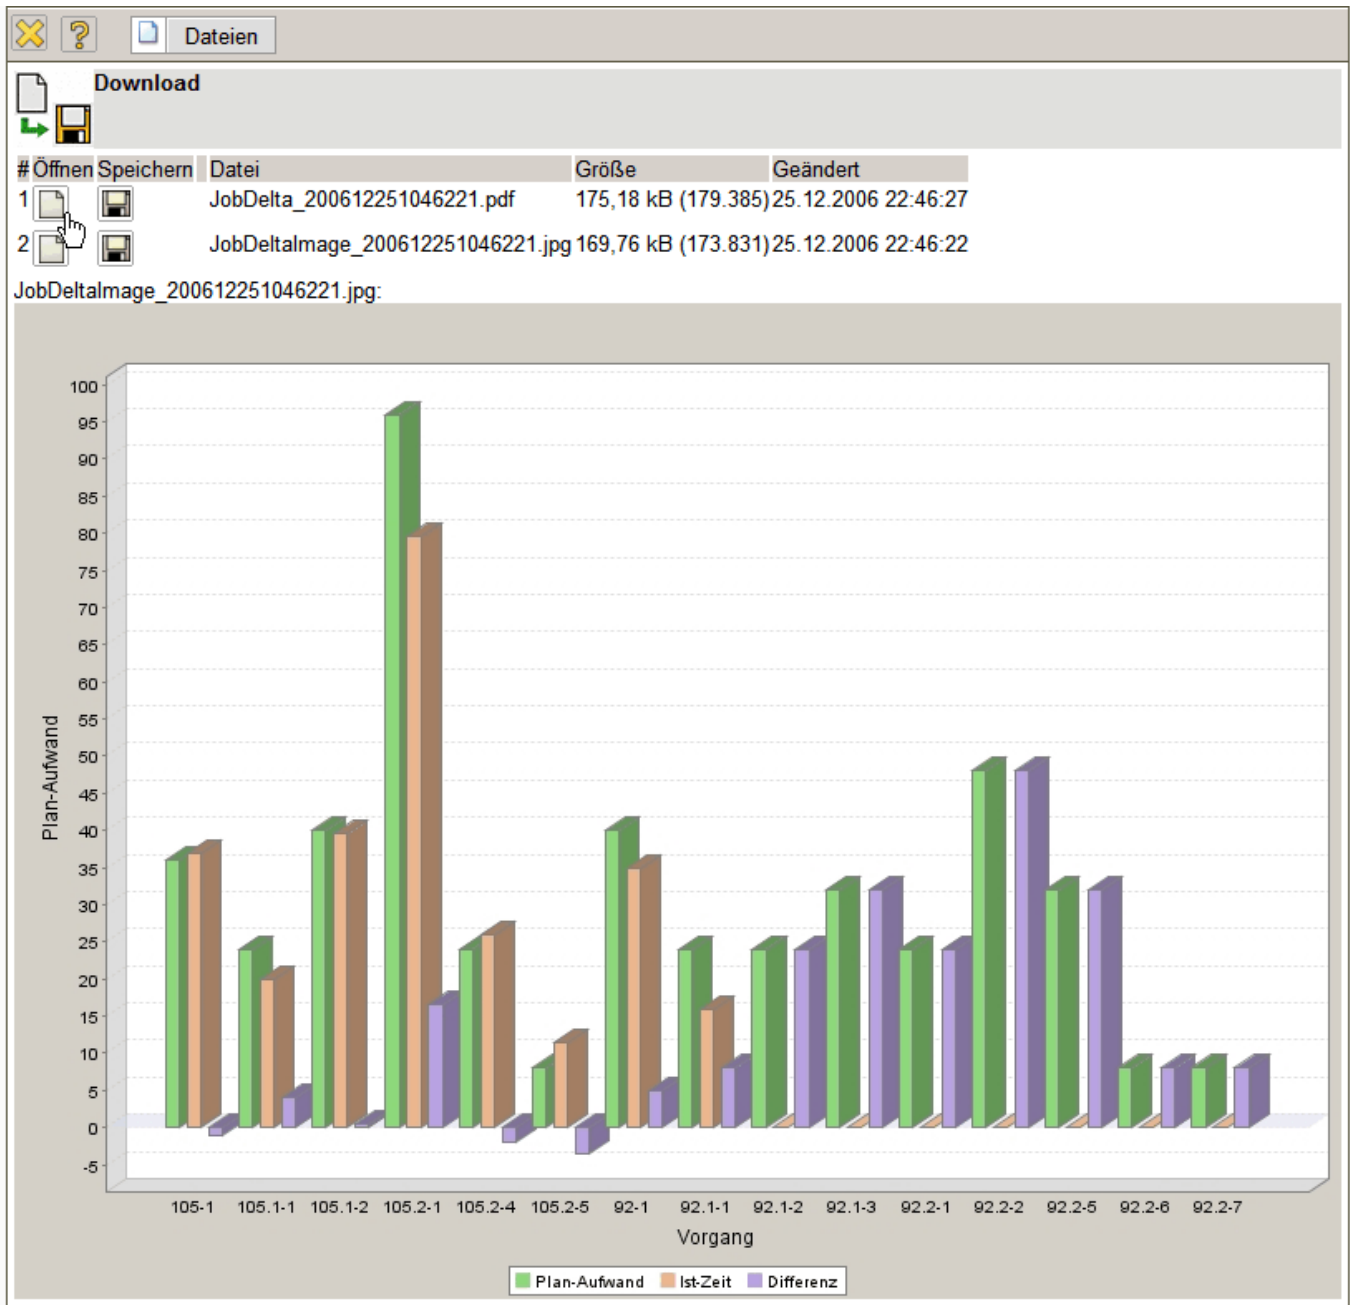 Dateien
Download
# Öffnen Speichern Datei Größe Geändert
1 JobDelta_200612251046221.pdf 175,18 kB (179.385) 25.12.2006 22:46:27
2 JobDeltaImage_200612251046221.jpg 169,76 kB (173.831) 25.12.2006 22:46:22
JobDeltaImage_200612251046221.jpg:
100
95
90
85
80
75
70
65
60
55
50
45
40
35
30
25
20
15
10
5
0
-5
Plan-Aufwand
105-1 105.1-1 105.1-2 105.2-1 105.2-4 105.2-5 92-1 92.1-1 92.1-2 92.1-3 92.2-1 92.2-2 92.2-5 92.2-6 92.2-7
Vorgang
Plan-Aufwand Ist-Zeit Differenz